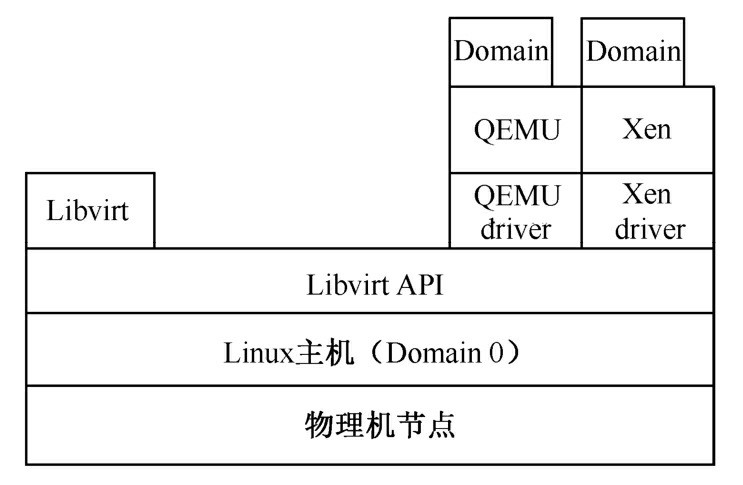 Domain Domain
QEMU Xen
Libvirt
QEMU
driver
Xen
driver
Libvirt API
Linux主机（Domain 0）
物理机节点